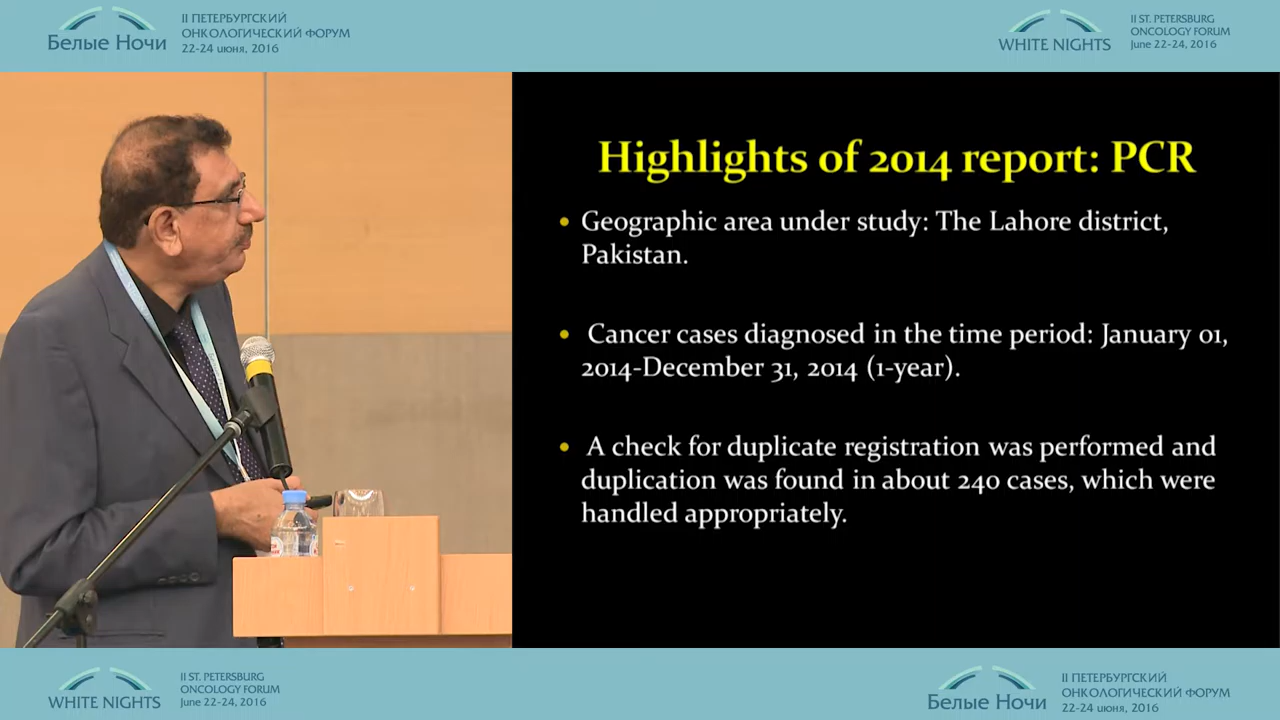 Белые Ночи
II ПЕТЕРБУРГСКИЙ
ОНКОЛОГИЧЕСКИЙ ФОРУМ
22-24 июня, 2016
WHITE NIGHTS
II ST. PETERSBURG
ONCOLOGY FORUM
June 22-24, 2016
Highlights of 2014 report: PCR
• Geographic area under study: The Lahore district,
Pakistan.
• Cancer cases diagnosed in the time period: January 01,
2014-December 31, 2014 (1-year).
• A check for duplicate registration was performed and
duplication was found in about 240 cases, which were
handled appropriately.
WHITE NIGHTS
II ST. PETERSBURG
ONCOLOGY FORUM
June 22-24, 2016
Белые Ночи
II ПЕТЕРБУРГСКИЙ
ОНКОЛОГИЧЕСКИЙ ФОРУМ
22-24 июня, 2016